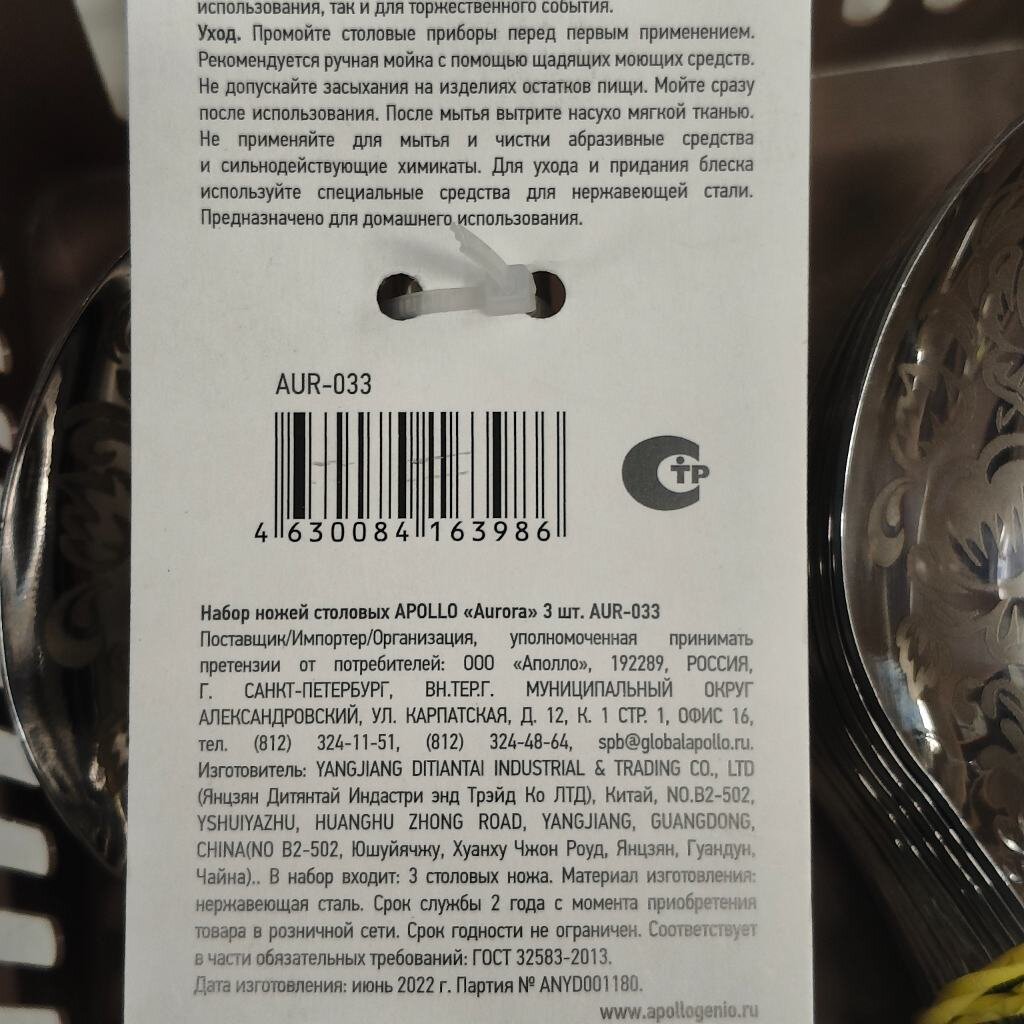 использования, так и для торжественного события.
Уход. Промойте столовые приборы перед первым применением.
Рекомендуется ручная мойка с помощью щадящих моющих средств.
Не допускайте засыхания на изделиях остатков пищи. Мойте сразу
после использования. После мытья вытрите насухо мягкой тканью.
Не применяйте для мытья и чистки абразивные средства
и сильнодействующие химикаты. Для ухода и придания блеска
используйте специальные средства для нержавеющей стали.
Предназначено для домашнего использования.
AUR-033
4 630084 163986
СТР
Набор ножей столовых APOLLO «Aurora» 3 шт. AUR-033
Поставщик/Импортер/Организация, уполномоченная принимать
претензии от потребителей: ООО «Аполло», 192289, РОССИЯ,
Г. САНКТ-ПЕТЕРБУРГ, ВН.ТЕР.Г. МУНИЦИПАЛЬНЫЙ ОКРУГ
АЛЕКСАНДРОВСКИЙ, УЛ. КАРПАТСКАЯ, Д. 12, К. 1 СТР. 1, ОФИС 16,
тел. (812) 324-11-51, (812) 324-48-64, spb@globalapollo.ru.
Изготовитель: YANGJIANG DITIANTAI INDUSTRIAL & TRADING CO., LTD
(Янцзян Дитянтай Индастри энд Трэйд Ко ЛТД), Китай, NO.B2-502,
YSHUIYAZHU, HUANGHU ZHONG ROAD, YANGJIANG, GUANGDONG,
CHINA(NO B2-502, Юшуйячжу, Хуанху Чжон Роуд, Янцзян, Гуандун,
Чайна).. В набор входит: 3 столовых ножа. Материал изготовления:
нержавеющая сталь. Срок службы 2 года с момента приобретения
товара в розничной сети. Срок годности не ограничен. Соответствует
в части обязательных требований: ГОСТ 32583-2013.
Дата изготовления: июнь 2022 г. Партия № ANYD001180.
www.apollogenio.ru